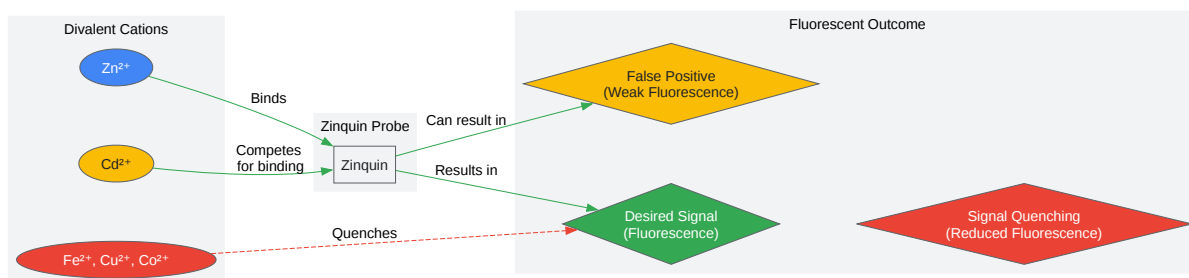 Divalent Cations
Fluorescent Outcome
Zn²⁺
False Positive
(Weak Fluorescence)
Binds
Can result in
Zinquin Probe
Competes
for binding
Cd²⁺
Zinquin
Results in
Desired Signal
(Fluorescence)
Signal Quenching
(Reduced Fluorescence)
Quenches
Fe²⁺, Cu²⁺, Co²⁺